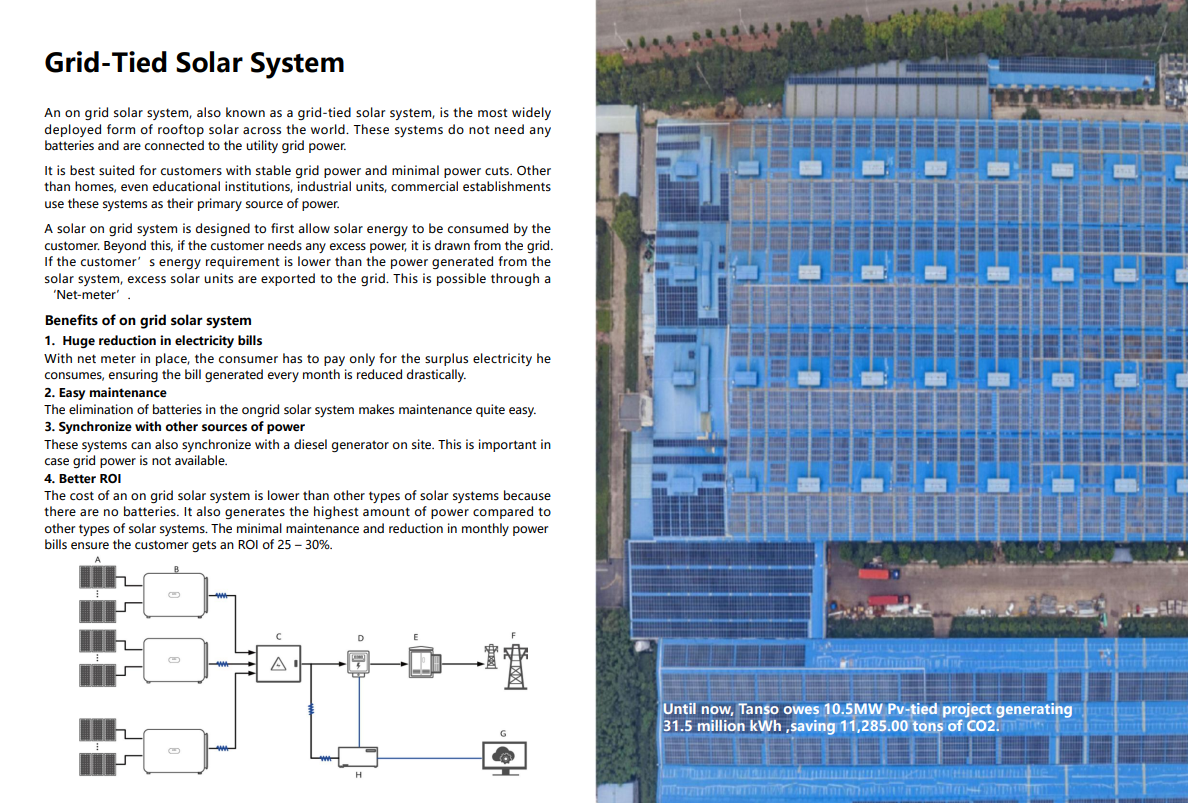 Grid-Tied Solar System
An on grid solar system, also known as a grid-tied solar system, is the most widely
deployed form of rooftop solar across the world. These systems do not need any
batteries and are connected to the utility grid power.
It is best suited for customers with stable grid power and minimal power cuts. Other
than homes, even educational institutions, industrial units, commercial establishments
use these systems as their primary source of power.
A solar on grid system is designed to first allow solar energy to be consumed by the
customer. Beyond this, if the customer needs any excess power, it is drawn from the grid.
If the customer’ s energy requirement is lower than the power generated from the
solar system, excess solar units are exported to the grid. This is possible through a
‘Net-meter’ .
Benefits of on grid solar system
1. Huge reduction in electricity bills
With net meter in place, the consumer has to pay only for the surplus electricity he
consumes, ensuring the bill generated every month is reduced drastically.
2. Easy maintenance
The elimination of batteries in the ongrid solar system makes maintenance quite easy.
3. Synchronize with other sources of power
These systems can also synchronize with a diesel generator on site. This is important in
case grid power is not available.
4. Better ROI
The cost of an on grid solar system is lower than other types of solar systems because
there are no batteries. It also generates the highest amount of power compared to
other types of solar systems. The minimal maintenance and reduction in monthly power
bills ensure the customer gets an ROI of 25 – 30%.
A
B
C
D
E
F
G
H
Until now, Tanso owes 10.5MW Pv-tied project generating
31.5 million kWh ,saving 11,285.00 tons of CO2.